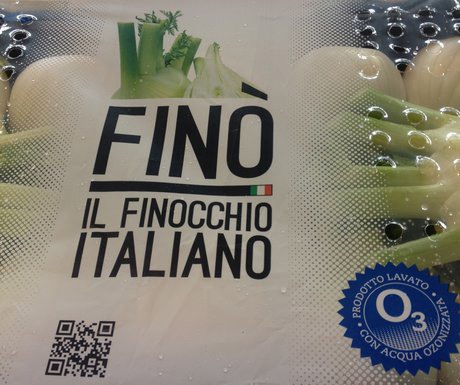 FINÒ
IL FINOCCHIO
ITALIANO
PRODOTTO LAVATO •
O3
CON ACQUA OZONIZZATA •